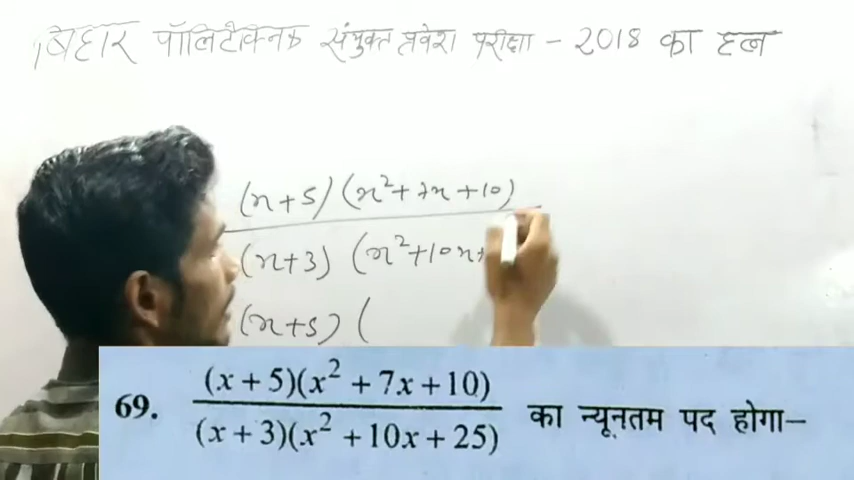 बिहार पॉलिटैक्निक संयुक्त प्रवेश परीक्षा - 2018 का हल
(x+5)(x²+7x+10)
(x+3) (x²+10x+
(x+5) (
69. (x+5)(x²+7x+10) / (x+3)(x²+10x+25) का न्यूनतम पद होगा–